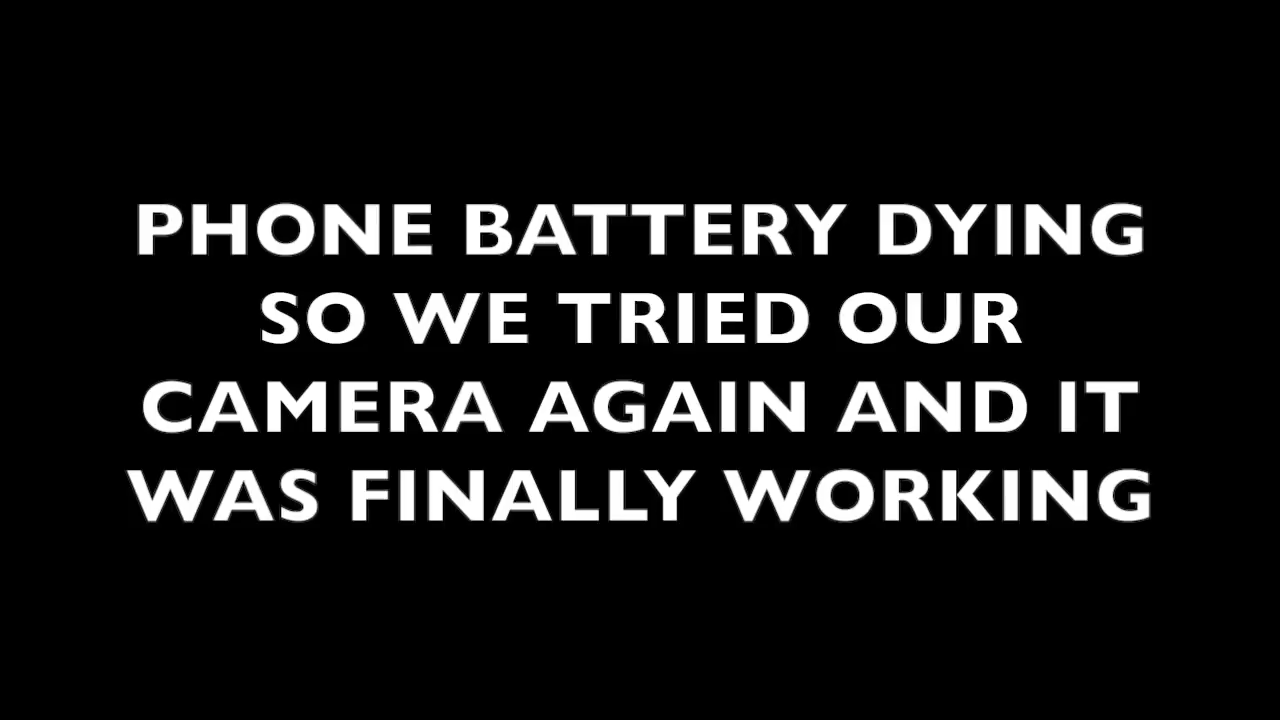 PHONE BATTERY DYING
SO WE TRIED OUR
CAMERA AGAIN AND IT
WAS FINALLY WORKING